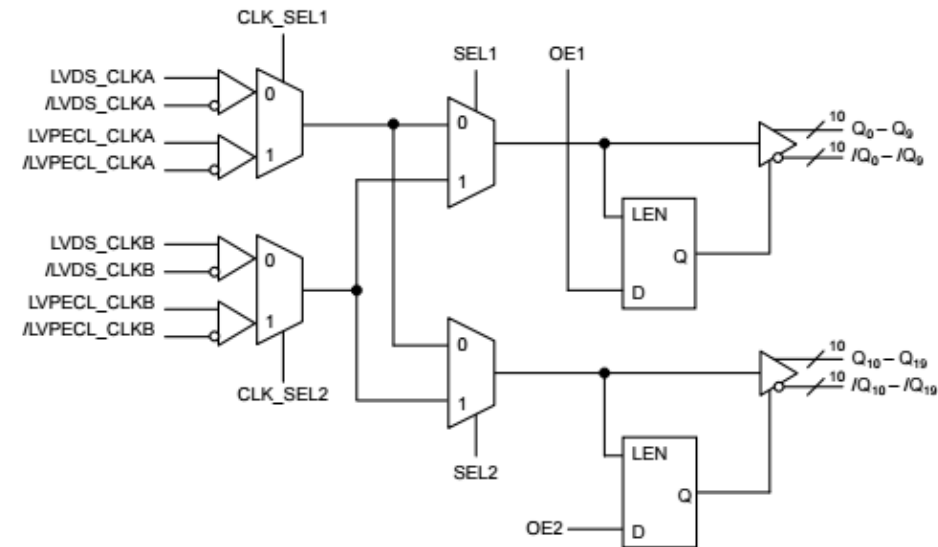 CLK_SEL1
SEL1
OE1
LVDS_CLKA
/LVDS_CLKA
0
LVPECL_CLKA
/LVPECL_CLKA
1
0
1
10 Q₀ – Q₉
10 /Q₀ – /Q₉
LEN
Q
D
LVDS_CLKB
/LVDS_CLKB
0
LVPECL_CLKB
/LVPECL_CLKB
1
CLK_SEL2
0
1
SEL2
10 Q₁₀ – Q₁₉
10 /Q₁₀ – /Q₁₉
LEN
Q
OE2
D